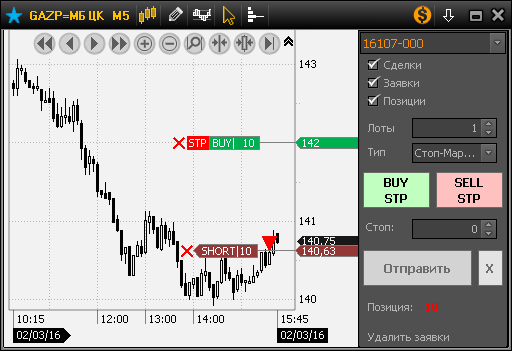 GAZP=МБ ЦК M5
16107-000
Сделки
Заявки
Позиции
Лоты 1
Тип Стоп-Мар...
BUY STP
SELL STP
Стоп: 0
Отправить X
Позиция: 10
Удалить заявки
143
STP BUY| 10
142
141
140,75
SHORT|10
140,63
140
10:15 12:00 13:00 14:00 15:45
02/03/16 02/03/16